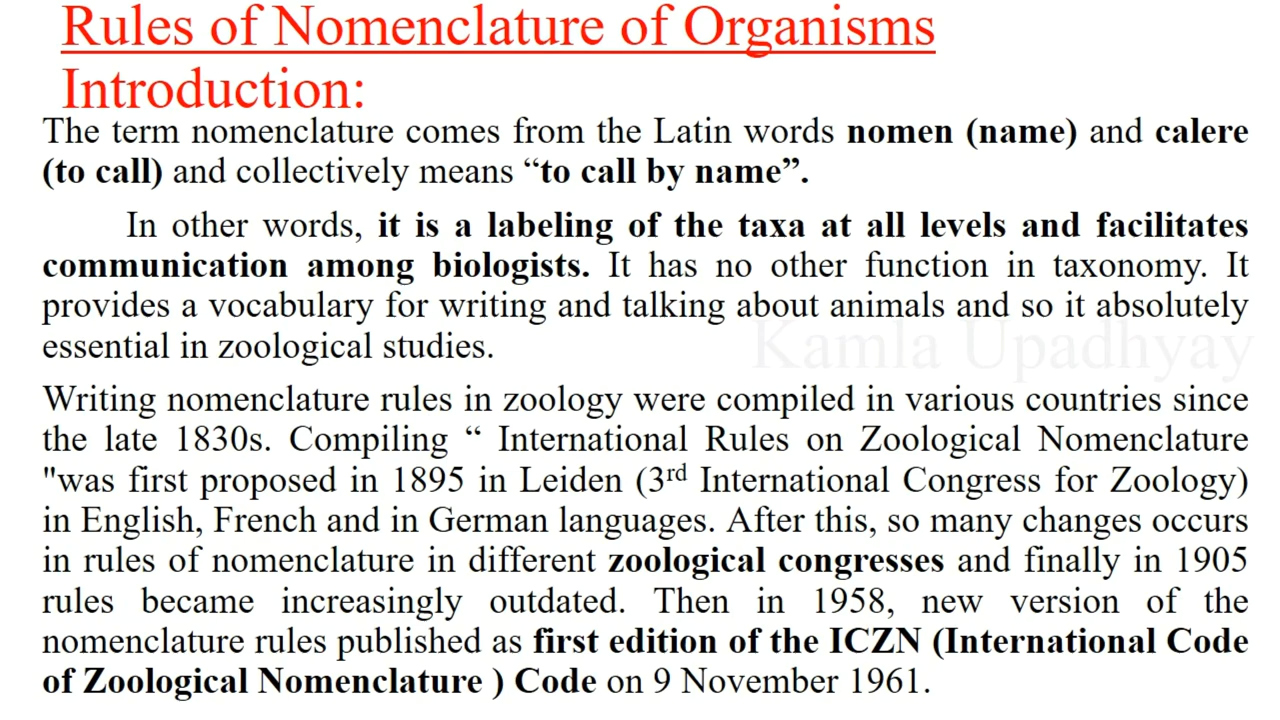 Rules of Nomenclature of Organisms
Introduction:
The term nomenclature comes from the Latin words nomen (name) and calere
(to call) and collectively means “to call by name”.
In other words, it is a labeling of the taxa at all levels and facilitates
communication among biologists. It has no other function in taxonomy. It
provides a vocabulary for writing and talking about animals and so it absolutely
essential in zoological studies.
Kamla Upadhyay
Writing nomenclature rules in zoology were compiled in various countries since
the late 1830s. Compiling “ International Rules on Zoological Nomenclature
"was first proposed in 1895 in Leiden (3rd International Congress for Zoology)
in English, French and in German languages. After this, so many changes occurs
in rules of nomenclature in different zoological congresses and finally in 1905
rules became increasingly outdated. Then in 1958, new version of the
nomenclature rules published as first edition of the ICZN (International Code
of Zoological Nomenclature ) Code on 9 November 1961.